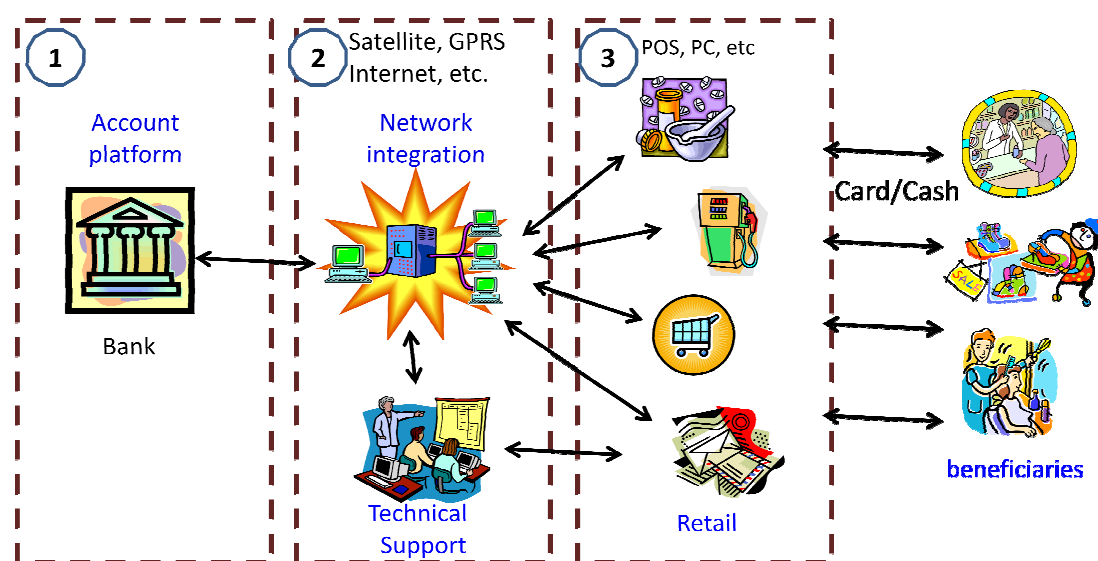 1
Account
platform
Bank
2
Satellite, GPRS
Internet, etc.
Network
integration
Technical
Support
3
POS, PC, etc
Retail
Card/Cash
SALE
beneficiaries